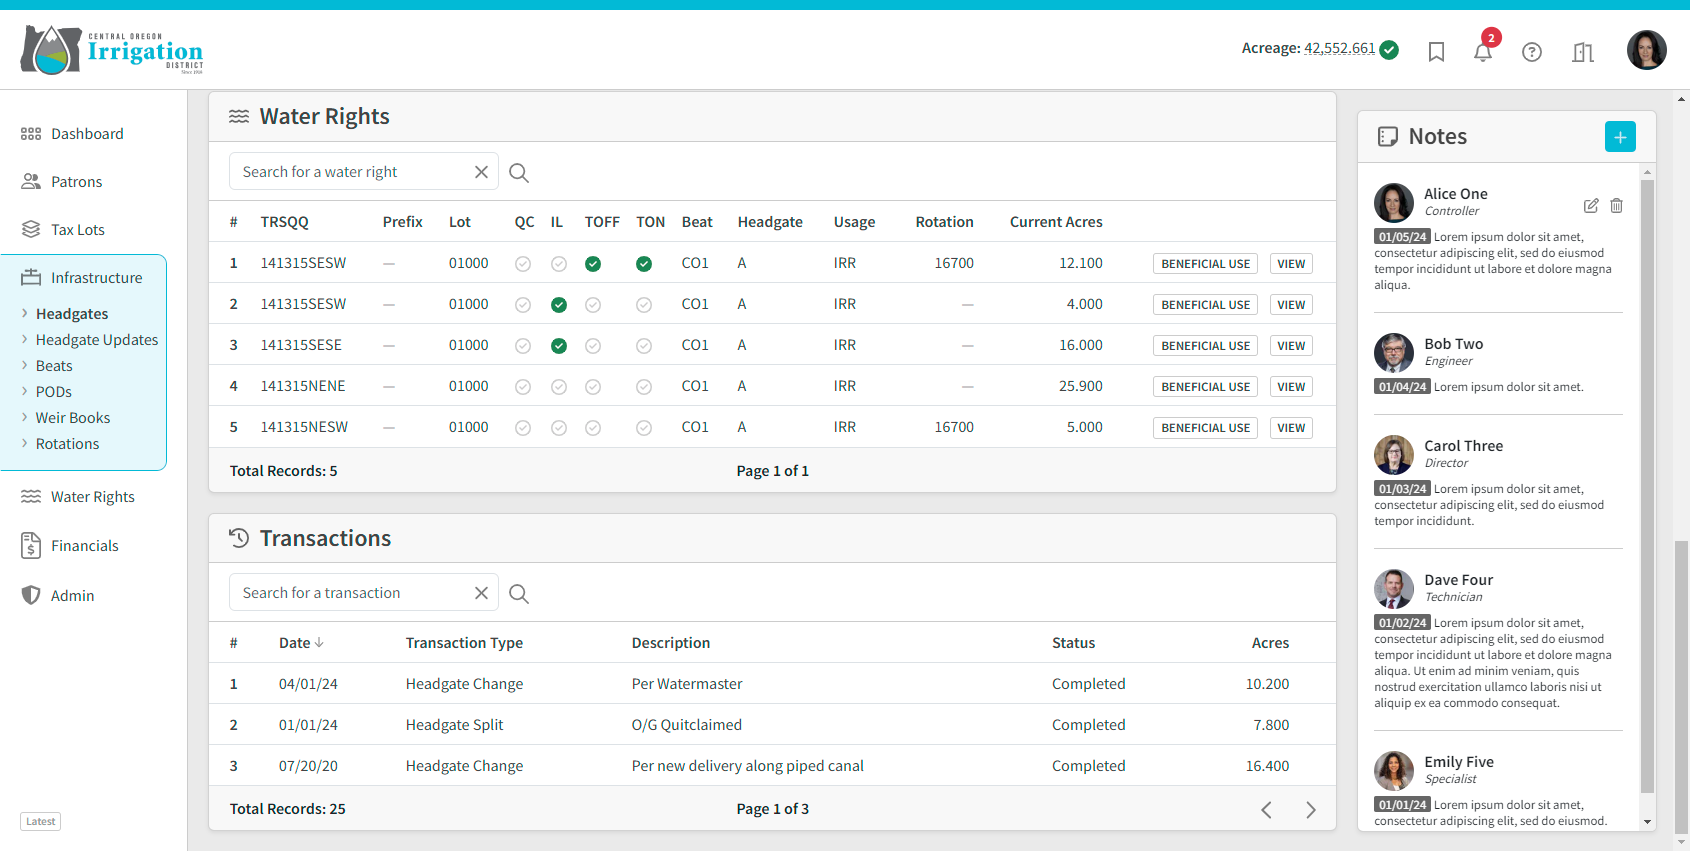 CENTRAL OREGON
Irrigation
DISTRICT
Since 1918
Acreage: 42,552.661
2
Dashboard
Patrons
Tax Lots
Infrastructure
Headgates
Headgate Updates
Beats
PODs
Weir Books
Rotations
Water Rights
Financials
Admin
Latest
Water Rights
Search for a water right
# TRSQQ Prefix Lot QC IL TOFF TON Beat Headgate Usage Rotation Current Acres
1 141315SESW — 01000 CO1 A IRR 16700 12.100 BENEFICIAL USE VIEW
2 141315SESW — 01000 CO1 A IRR — 4.000 BENEFICIAL USE VIEW
3 141315SESE — 01000 CO1 A IRR — 16.000 BENEFICIAL USE VIEW
4 141315NENE — 01000 CO1 A IRR — 25.900 BENEFICIAL USE VIEW
5 141315NESW — 01000 CO1 A IRR 16700 5.000 BENEFICIAL USE VIEW
Total Records: 5 Page 1 of 1
Transactions
Search for a transaction
# Date Transaction Type Description Status Acres
1 04/01/24 Headgate Change Per Watermaster Completed 10.200
2 01/01/24 Headgate Split O/G Quitclaimed Completed 7.800
3 07/20/20 Headgate Change Per new delivery along piped canal Completed 16.400
Total Records: 25 Page 1 of 3
Notes
Alice One
Controller
01/05/24 Lorem ipsum dolor sit amet,
consectetur adipiscing elit, sed do eiusmod
tempor incididunt ut labore et dolore magna
aliqua.
Bob Two
Engineer
01/04/24 Lorem ipsum dolor sit amet.
Carol Three
Director
01/03/24 Lorem ipsum dolor sit amet,
consectetur adipiscing elit, sed do eiusmod
tempor incididunt.
Dave Four
Technician
01/02/24 Lorem ipsum dolor sit amet,
consectetur adipiscing elit, sed do eiusmod
tempor incididunt ut labore et dolore magna
aliqua. Ut enim ad minim veniam, quis
nostrud exercitation ullamco laboris nisi ut
aliquip ex ea commodo consequat.
Emily Five
Specialist
01/01/24 Lorem ipsum dolor sit amet,
consectetur adipiscing elit, sed do eiusmod.